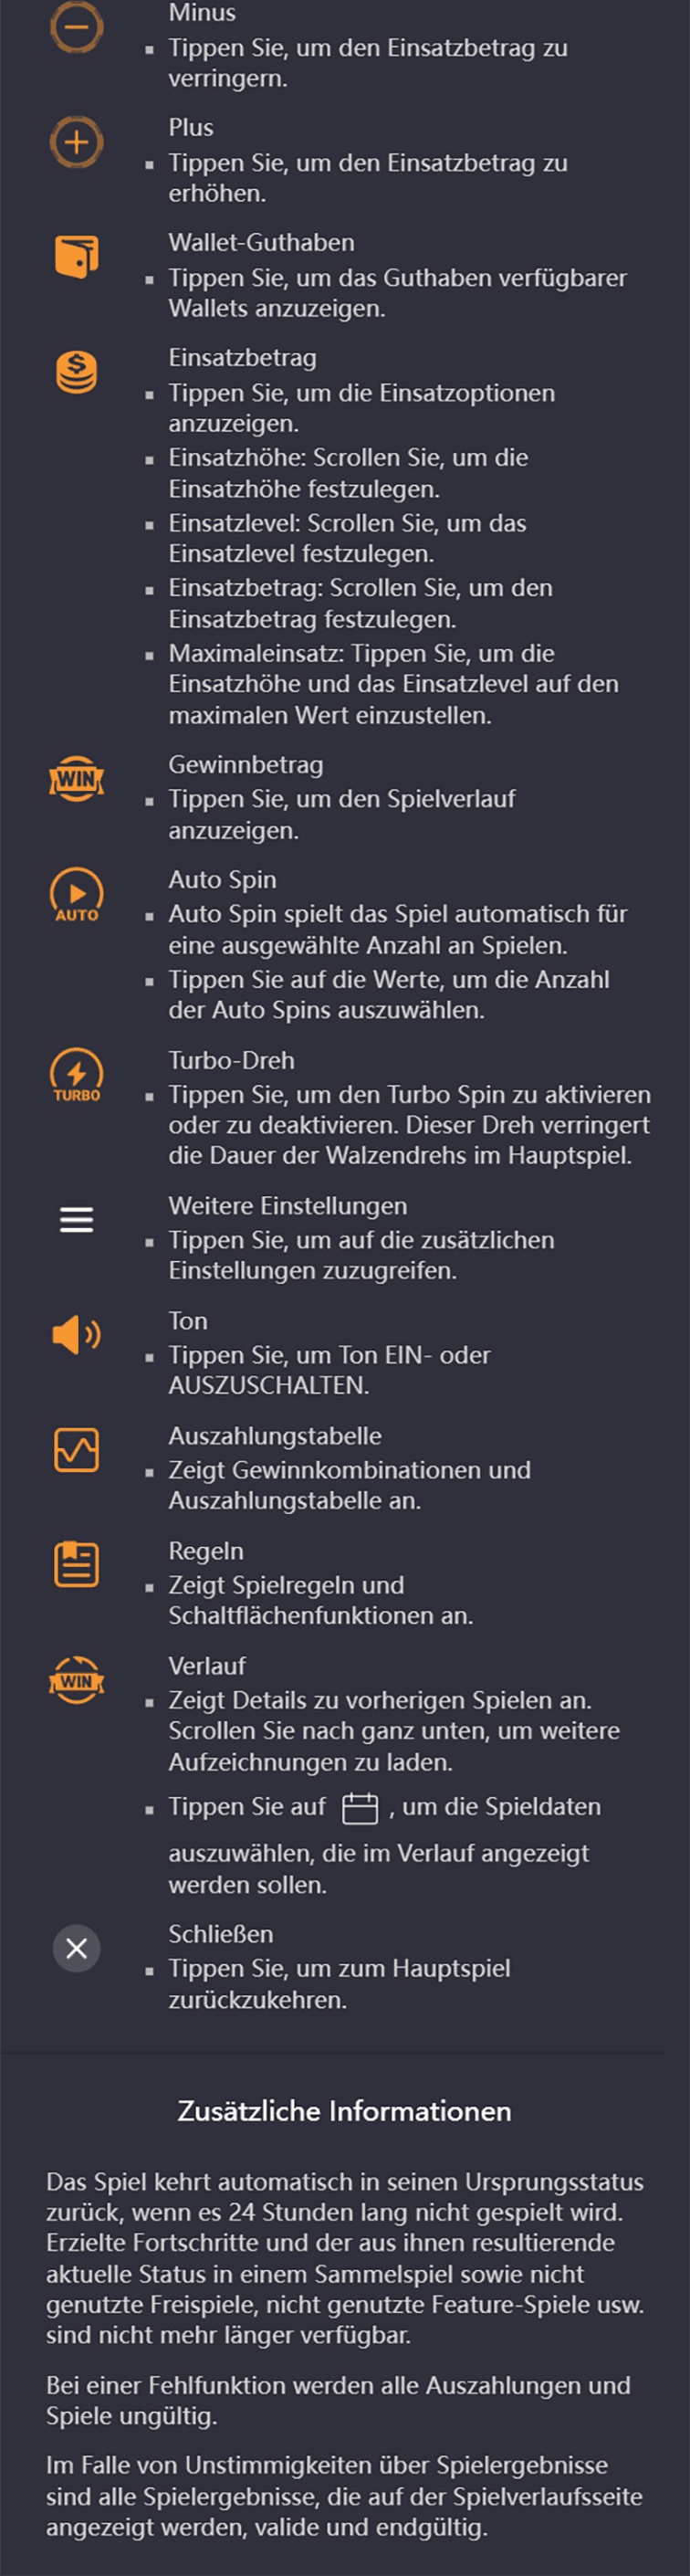 Minus
▪ Tippen Sie, um den Einsatzbetrag zu
verringern.
Plus
▪ Tippen Sie, um den Einsatzbetrag zu
erhöhen.
Wallet-Guthaben
▪ Tippen Sie, um das Guthaben verfügbarer
Wallets anzuzeigen.
$
Einsatzbetrag
▪ Tippen Sie, um die Einsatzoptionen
anzuzeigen.
▪ Einsatzhöhe: Scrollen Sie, um die
Einsatzhöhe festzulegen.
▪ Einsatzlevel: Scrollen Sie, um das
Einsatzlevel festzulegen.
▪ Einsatzbetrag: Scrollen Sie, um den
Einsatzbetrag festzulegen.
▪ Maximaleinsatz: Tippen Sie, um die
Einsatzhöhe und das Einsatzlevel auf den
maximalen Wert einzustellen.
WIN
Gewinnbetrag
▪ Tippen Sie, um den Spielverlauf
anzuzeigen.
AUTO
Auto Spin
▪ Auto Spin spielt das Spiel automatisch für
eine ausgewählte Anzahl an Spielen.
▪ Tippen Sie auf die Werte, um die Anzahl
der Auto Spins auszuwählen.
TURBO
Turbo-Dreh
▪ Tippen Sie, um den Turbo Spin zu aktivieren
oder zu deaktivieren. Dieser Dreh verringert
die Dauer der Walzendrehs im Hauptspiel.
Weitere Einstellungen
▪ Tippen Sie, um auf die zusätzlichen
Einstellungen zuzugreifen.
Ton
▪ Tippen Sie, um Ton EIN- oder
AUSZUSCHALTEN.
Auszahlungstabelle
▪ Zeigt Gewinnkombinationen und
Auszahlungstabelle an.
Regeln
▪ Zeigt Spielregeln und
Schaltflächenfunktionen an.
WIN
Verlauf
▪ Zeigt Details zu vorherigen Spielen an.
Scrollen Sie nach ganz unten, um weitere
Aufzeichnungen zu laden.
▪ Tippen Sie auf , um die Spieldaten
auszuwählen, die im Verlauf angezeigt
werden sollen.
Schließen
▪ Tippen Sie, um zum Hauptspiel
zurückzukehren.
Zusätzliche Informationen
Das Spiel kehrt automatisch in seinen Ursprungsstatus
zurück, wenn es 24 Stunden lang nicht gespielt wird.
Erzielte Fortschritte und der aus ihnen resultierende
aktuelle Status in einem Sammelspiel sowie nicht
genutzte Freispiele, nicht genutzte Feature-Spiele usw.
sind nicht mehr länger verfügbar.
Bei einer Fehlfunktion werden alle Auszahlungen und
Spiele ungültig.
Im Falle von Unstimmigkeiten über Spielergebnisse
sind alle Spielergebnisse, die auf der Spielverlaufsseite
angezeigt werden, valide und endgültig.